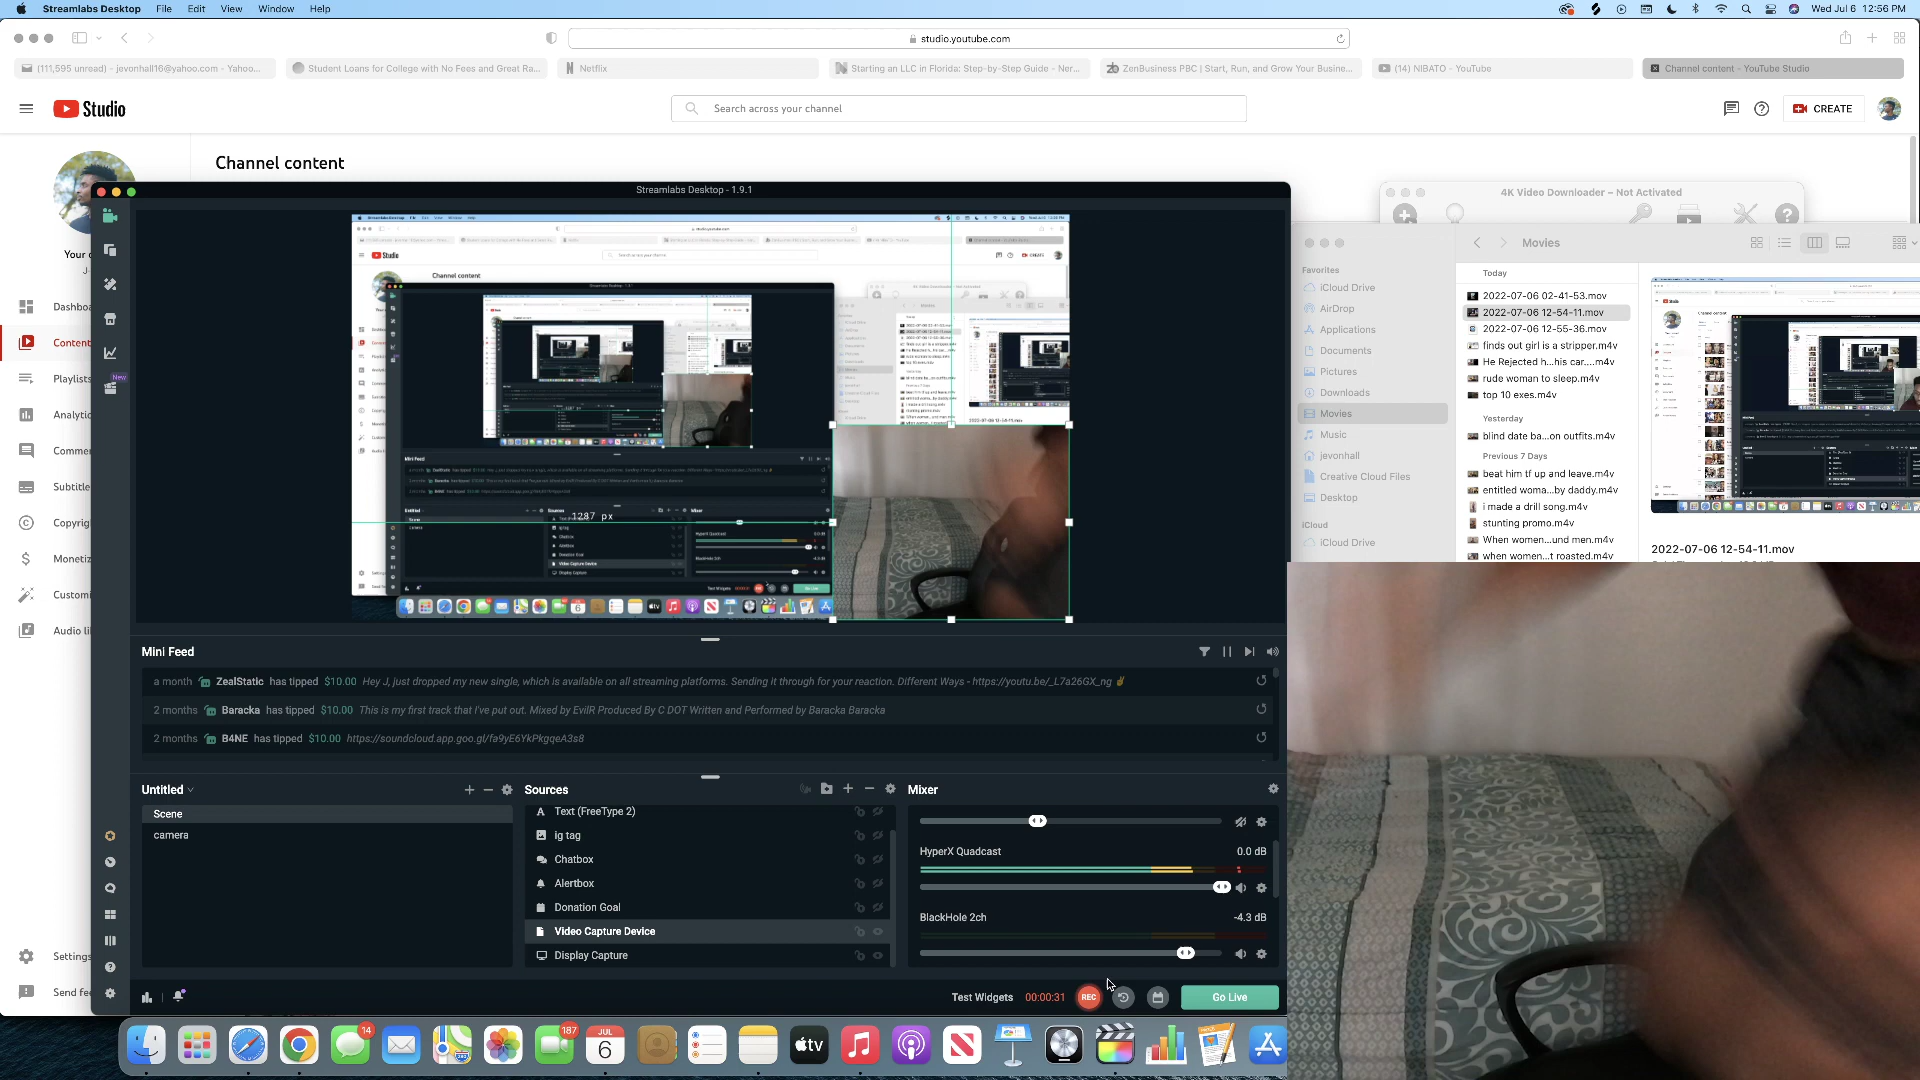 Streamlabs Desktop File Edit View Window Help
Wed Jul 6 12:56 PM
studio.youtube.com
(111,595 unread) - jevonhall16@yahoo.com - Yahoo...
Student Loans for College with No Fees and Great Ra...
Netflix
Starting an LLC in Florida: Step-by-Step Guide - Ner...
ZenBusiness PBC | Start, Run, and Grow Your Busine...
(14) NIBATO - YouTube
Channel content - YouTube Studio
Studio
Search across your channel
CREATE
Channel content
Streamlabs Desktop - 1.9.1
4K Video Downloader – Not Activated
Movies
Favorites
iCloud Drive
AirDrop
Applications
Documents
Pictures
Downloads
Movies
Music
jevonhall
Creative Cloud Files
Desktop
iCloud
iCloud Drive
Today
2022-07-06 02-41-53.mov
2022-07-06 12-54-11.mov
2022-07-06 12-55-36.mov
finds out girl is a stripper.m4v
He Rejected h...his car....m4v
rude woman to sleep.m4v
top 10 exes.m4v
Yesterday
blind date ba...on outfits.m4v
Previous 7 Days
beat him tf up and leave.m4v
entitled woma...by daddy.m4v
i made a drill song.m4v
stunting promo.m4v
When women...und men.m4v
when women...t roasted.m4v
2022-07-06 12-54-11.mov
Your c
Dashboa
Content
Playlists
New
Analytic
Comme
Subtitle
Copyrig
Monetiz
Customi
Audio li
Settings
Send fee
Channel content
1287 px
Mini Feed
a month ZealStatic has tipped $10.00 Hey J, just dropped my new single, which is available on all streaming platforms. Sending it through for your reaction. Different Ways - https://youtu.be/_L7a26GX_ng ✌
2 months Baracka has tipped $10.00 This is my first track that I've put out. Mixed by EvilR Produced By C DOT Written and Performed by Baracka Baracka
2 months B4NE has tipped $10.00 https://soundcloud.app.goo.gl/fa9yE6YkPkgqeA3s8
Untitled
Scene
camera
Sources
Text (FreeType 2)
ig tag
Chatbox
Alertbox
Donation Goal
Video Capture Device
Display Capture
Mixer
HyperX Quadcast 0.0 dB
BlackHole 2ch -4.3 dB
Test Widgets 00:00:31 REC Go Live
14
187
JUL
6
tv